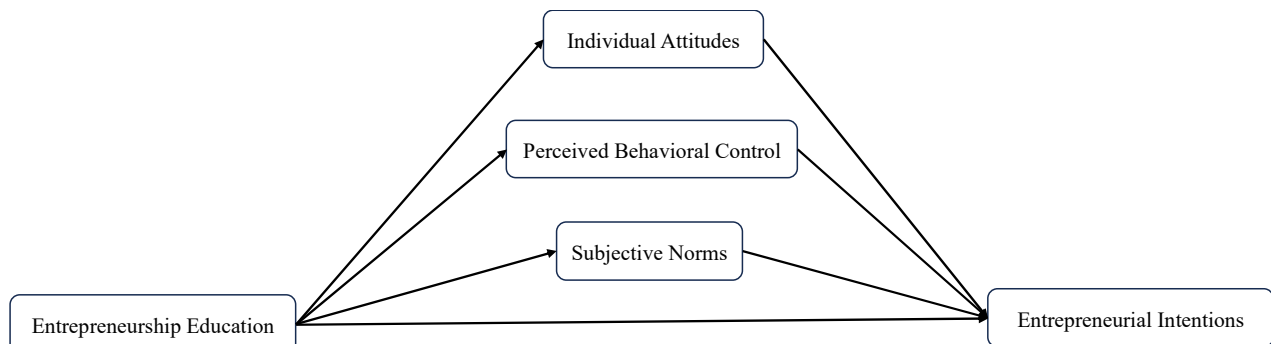 Individual Attitudes
Perceived Behavioral Control
Subjective Norms
Entrepreneurship Education
Entrepreneurial Intentions